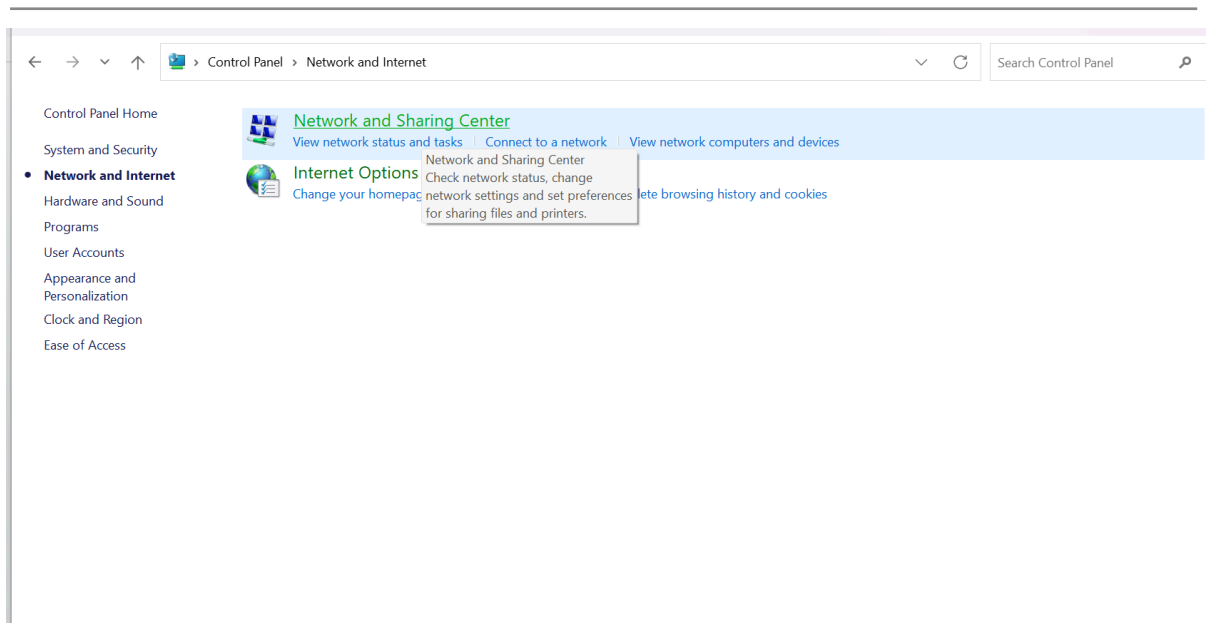 Control Panel > Network and Internet
Search Control Panel
Control Panel Home
System and Security
Network and Internet
Hardware and Sound
Programs
User Accounts
Appearance and
Personalization
Clock and Region
Ease of Access
Network and Sharing Center
View network status and tasks
Connect to a network
View network computers and devices
Internet Options
Change your
browsing history and cookies
Network and Sharing Center
Check network status, change
network settings and set preferences
for sharing files and printers.